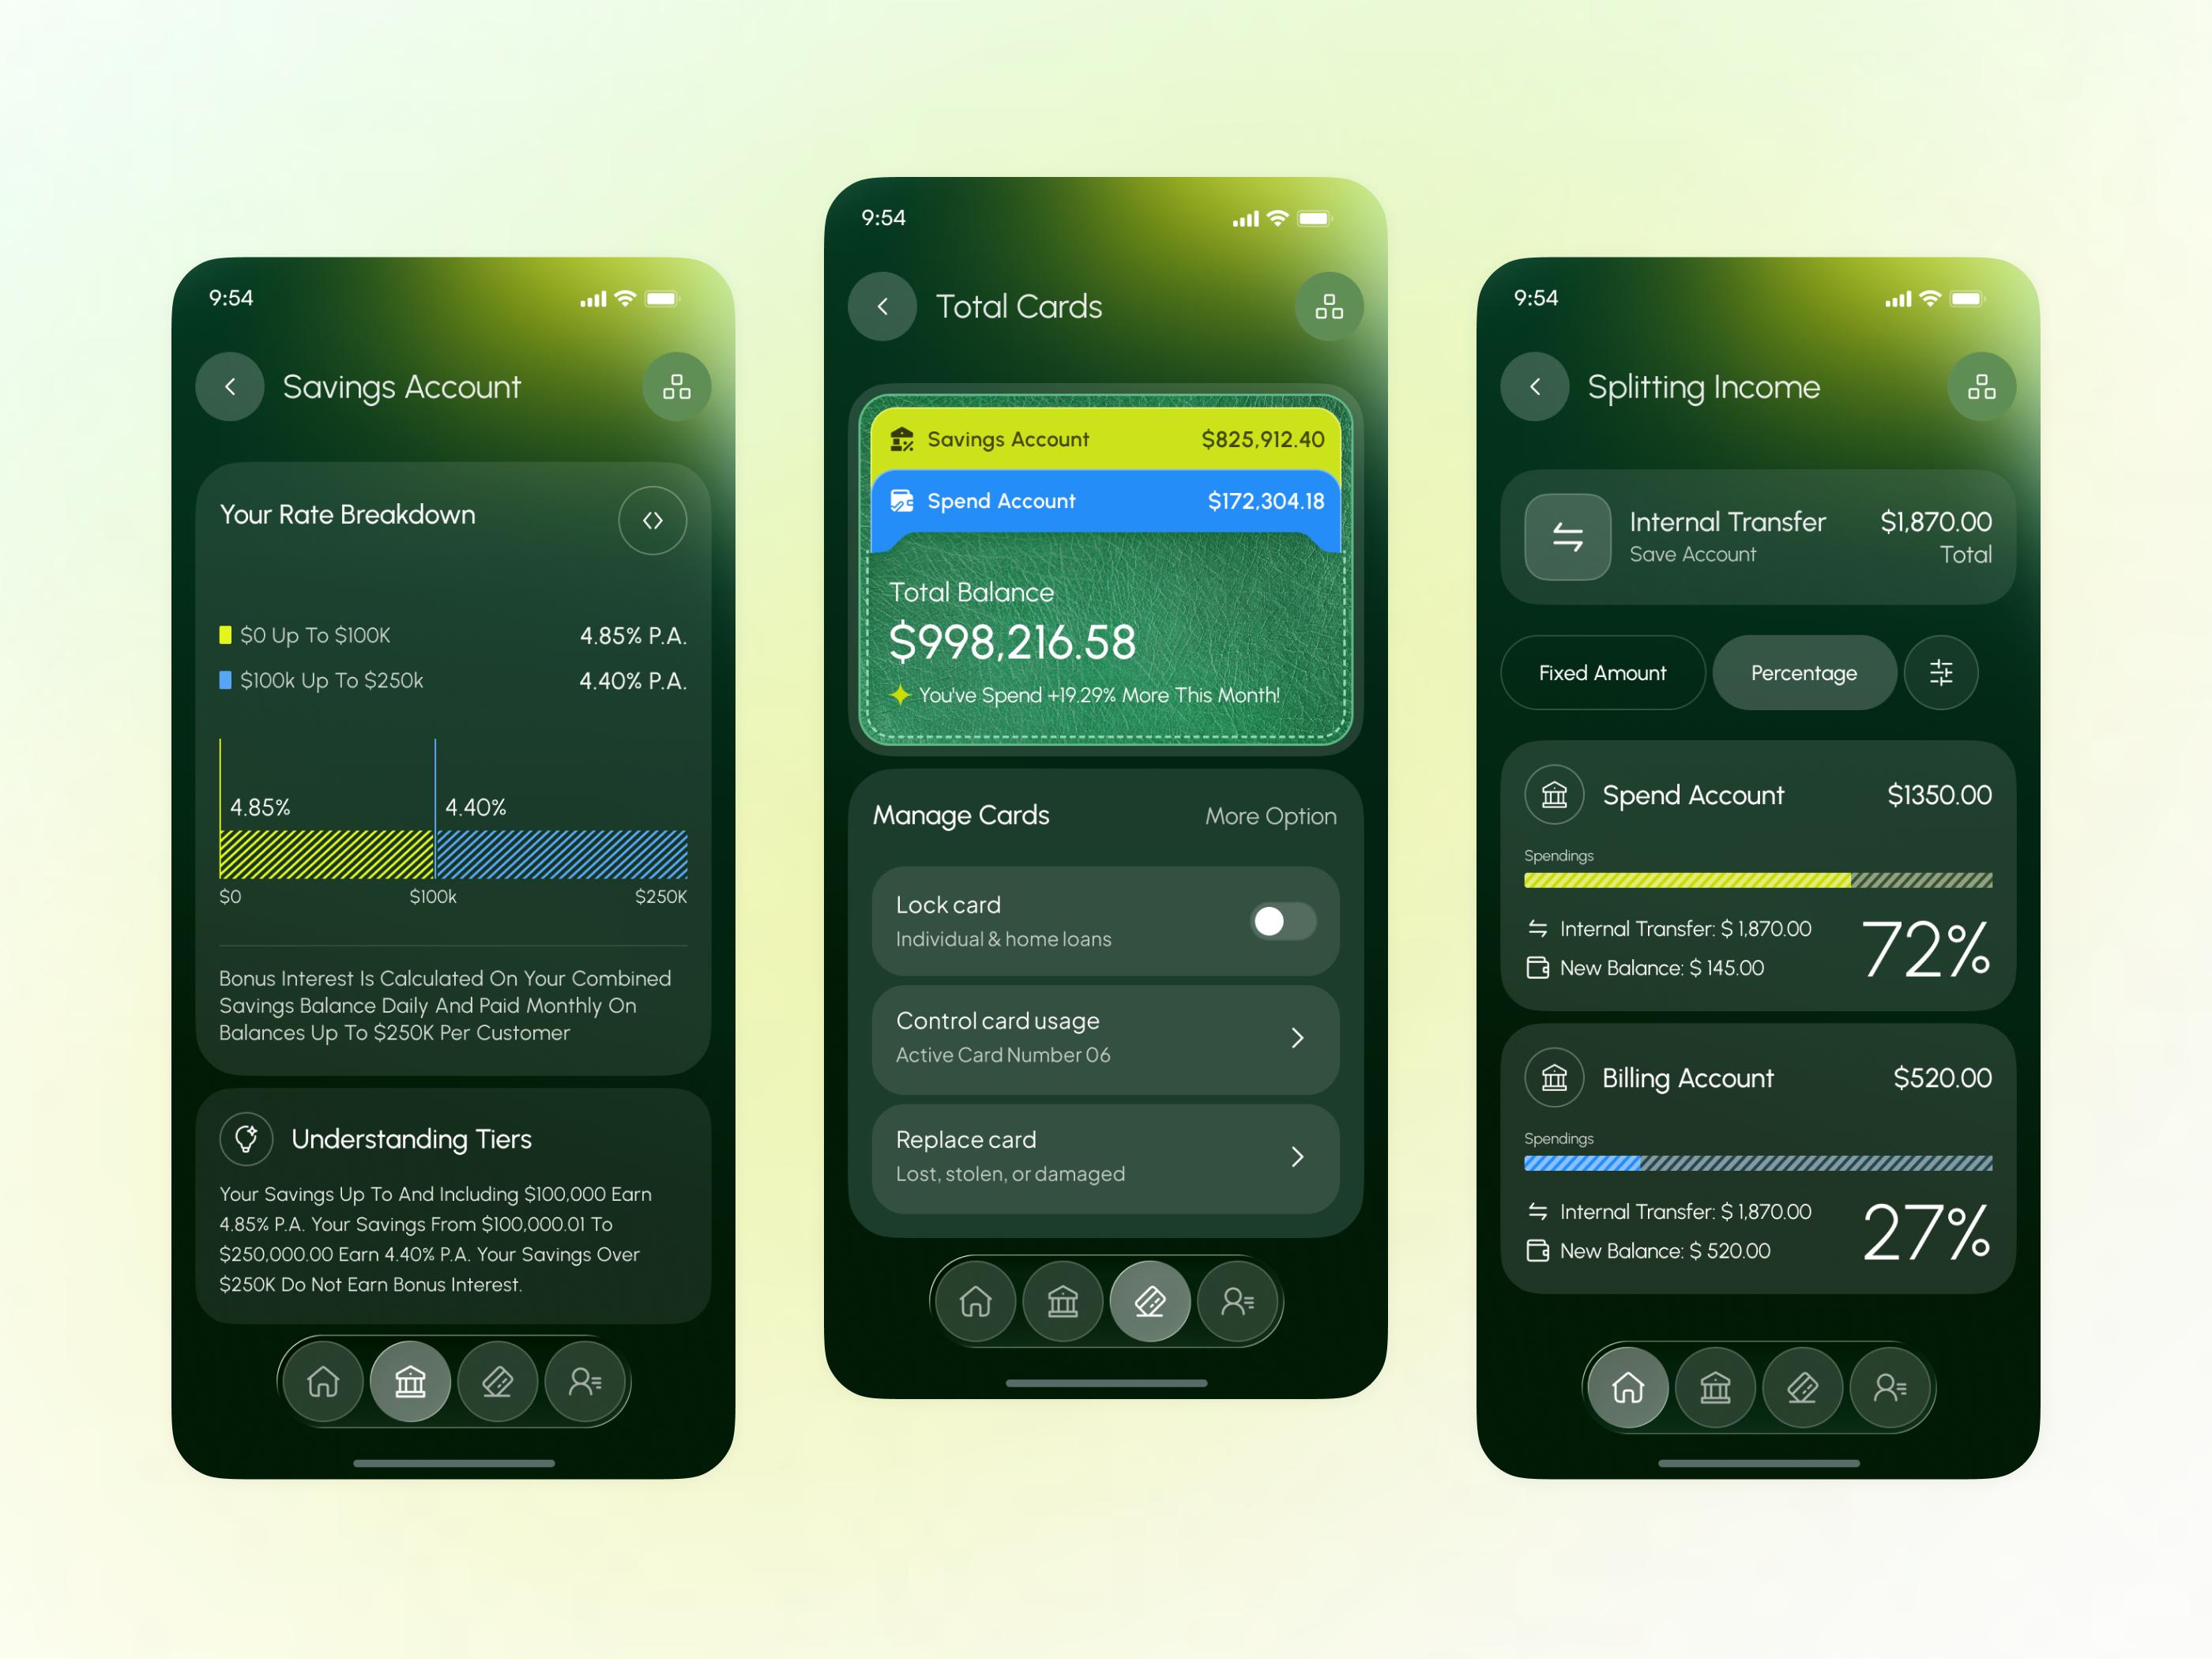 9:54
Savings Account
Your Rate Breakdown
$0 Up To $100K 4.85% P.A.
$100k Up To $250k 4.40% P.A.
4.85% 4.40%
$0 $100k $250K
Bonus Interest Is Calculated On Your Combined
Savings Balance Daily And Paid Monthly On
Balances Up To $250K Per Customer
Understanding Tiers
Your Savings Up To And Including $100,000 Earn
4.85% P.A. Your Savings From $100,000.01 To
$250,000.00 Earn 4.40% P.A. Your Savings Over
$250K Do Not Earn Bonus Interest.
9:54
Total Cards
Savings Account $825,912.40
Spend Account $172,304.18
Total Balance
$998,216.58
You've Spend +19.29% More This Month!
Manage Cards More Option
Lock card
Individual & home loans
Control card usage
Active Card Number 06
Replace card
Lost, stolen, or damaged
9:54
Splitting Income
Internal Transfer $1,870.00
Save Account Total
Fixed Amount Percentage
Spend Account $1350.00
Spendings
Internal Transfer: $ 1,870.00
New Balance: $ 145.00
72%
Billing Account $520.00
Spendings
Internal Transfer: $ 1,870.00
New Balance: $ 520.00
27%